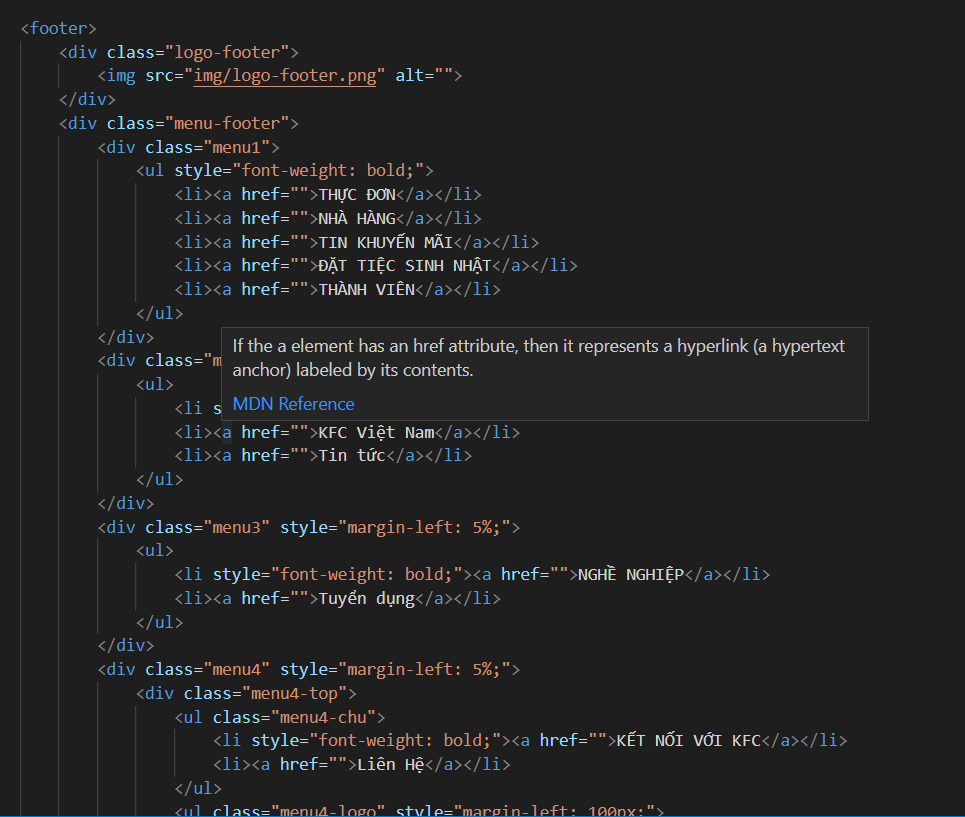 <footer>
<div class="logo-footer">
<img src="img/logo-footer.png" alt="">
</div>
<div class="menu-footer">
<div class="menu1">
<ul style="font-weight: bold;">
<li><a href="">THỰC ĐƠN</a></li>
<li><a href="">NHÀ HÀNG</a></li>
<li><a href="">TIN KHUYẾN MÃI</a></li>
<li><a href="">ĐẶT TIỆC SINH NHẬT</a></li>
<li><a href="">THÀNH VIÊN</a></li>
</ul>
</div>
<div class="m
If the a element has an href attribute, then it represents a hyperlink (a hypertext
anchor) labeled by its contents.
MDN Reference
<ul>
<li s
<li><a href="">KFC Việt Nam</a></li>
<li><a href="">Tin tức</a></li>
</ul>
</div>
<div class="menu3" style="margin-left: 5%;">
<ul>
<li style="font-weight: bold;"><a href="">NGHỀ NGHIỆP</a></li>
<li><a href="">Tuyển dụng</a></li>
</ul>
</div>
<div class="menu4" style="margin-left: 5%;">
<div class="menu4-top">
<ul class="menu4-chu">
<li style="font-weight: bold;"><a href="">KẾT NỐI VỚI KFC</a></li>
<li><a href="">Liên Hệ</a></li>
</ul>
<ul class="menu4-logo" style="margin-left: 100px;">